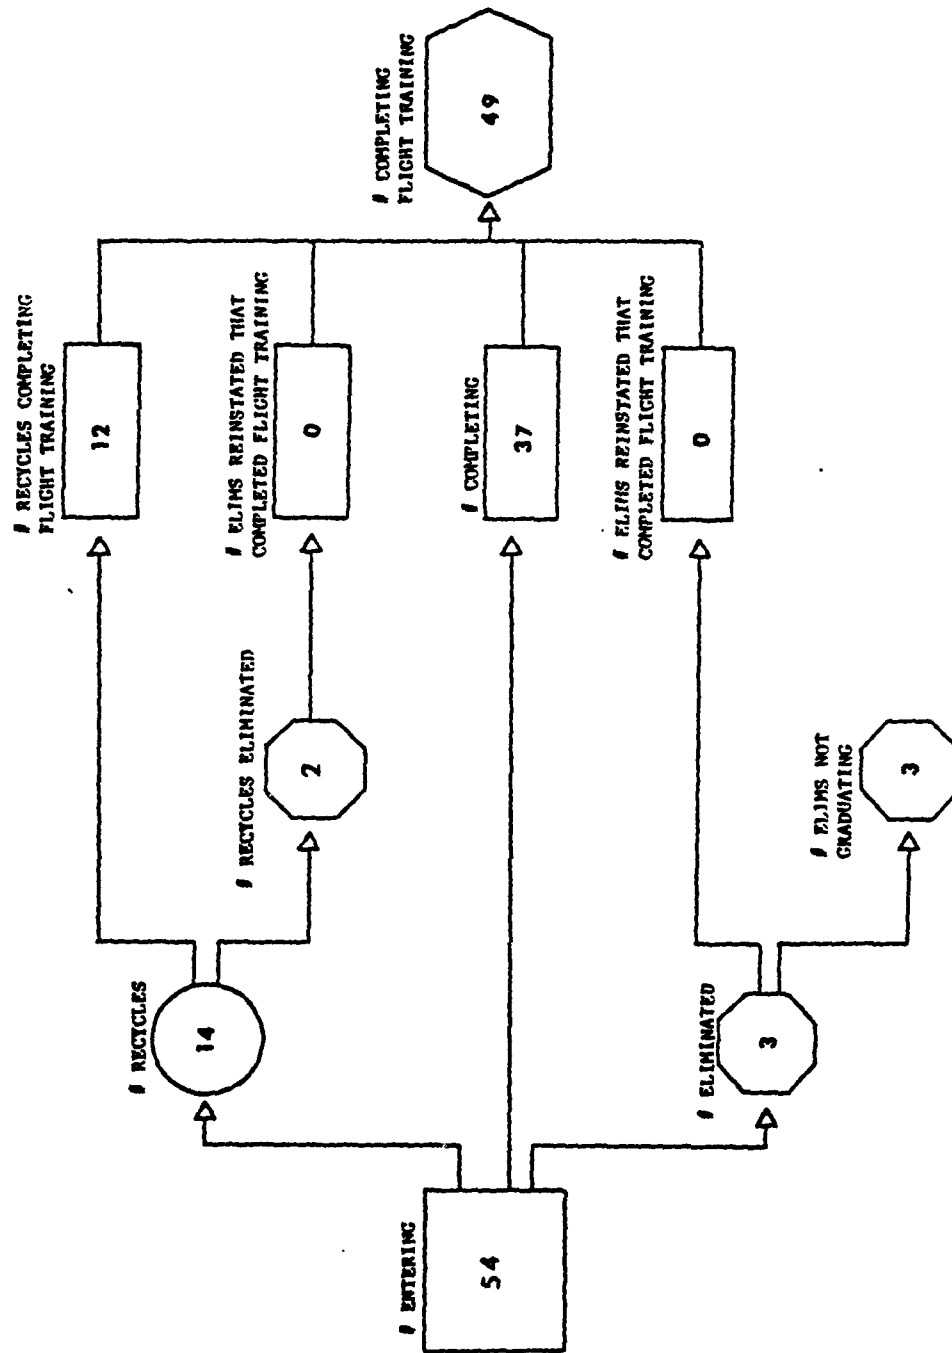 # ENTERING
54
# RECYCLES
14
# ELIMINATED
3
# RECYCLES ELIMINATED
2
# ELIMS NOT
GRADUATING
3
# RECYCLES COMPLETING
FLIGHT TRAINING
12
# ELIMS REINSTATED THAT
COMPLETED FLIGHT TRAINING
0
# COMPLETING
37
# ELIMS REINSTATED THAT
COMPLETED FLIGHT TRAINING
0
# COMPLETING
FLIGHT TRAINING
49